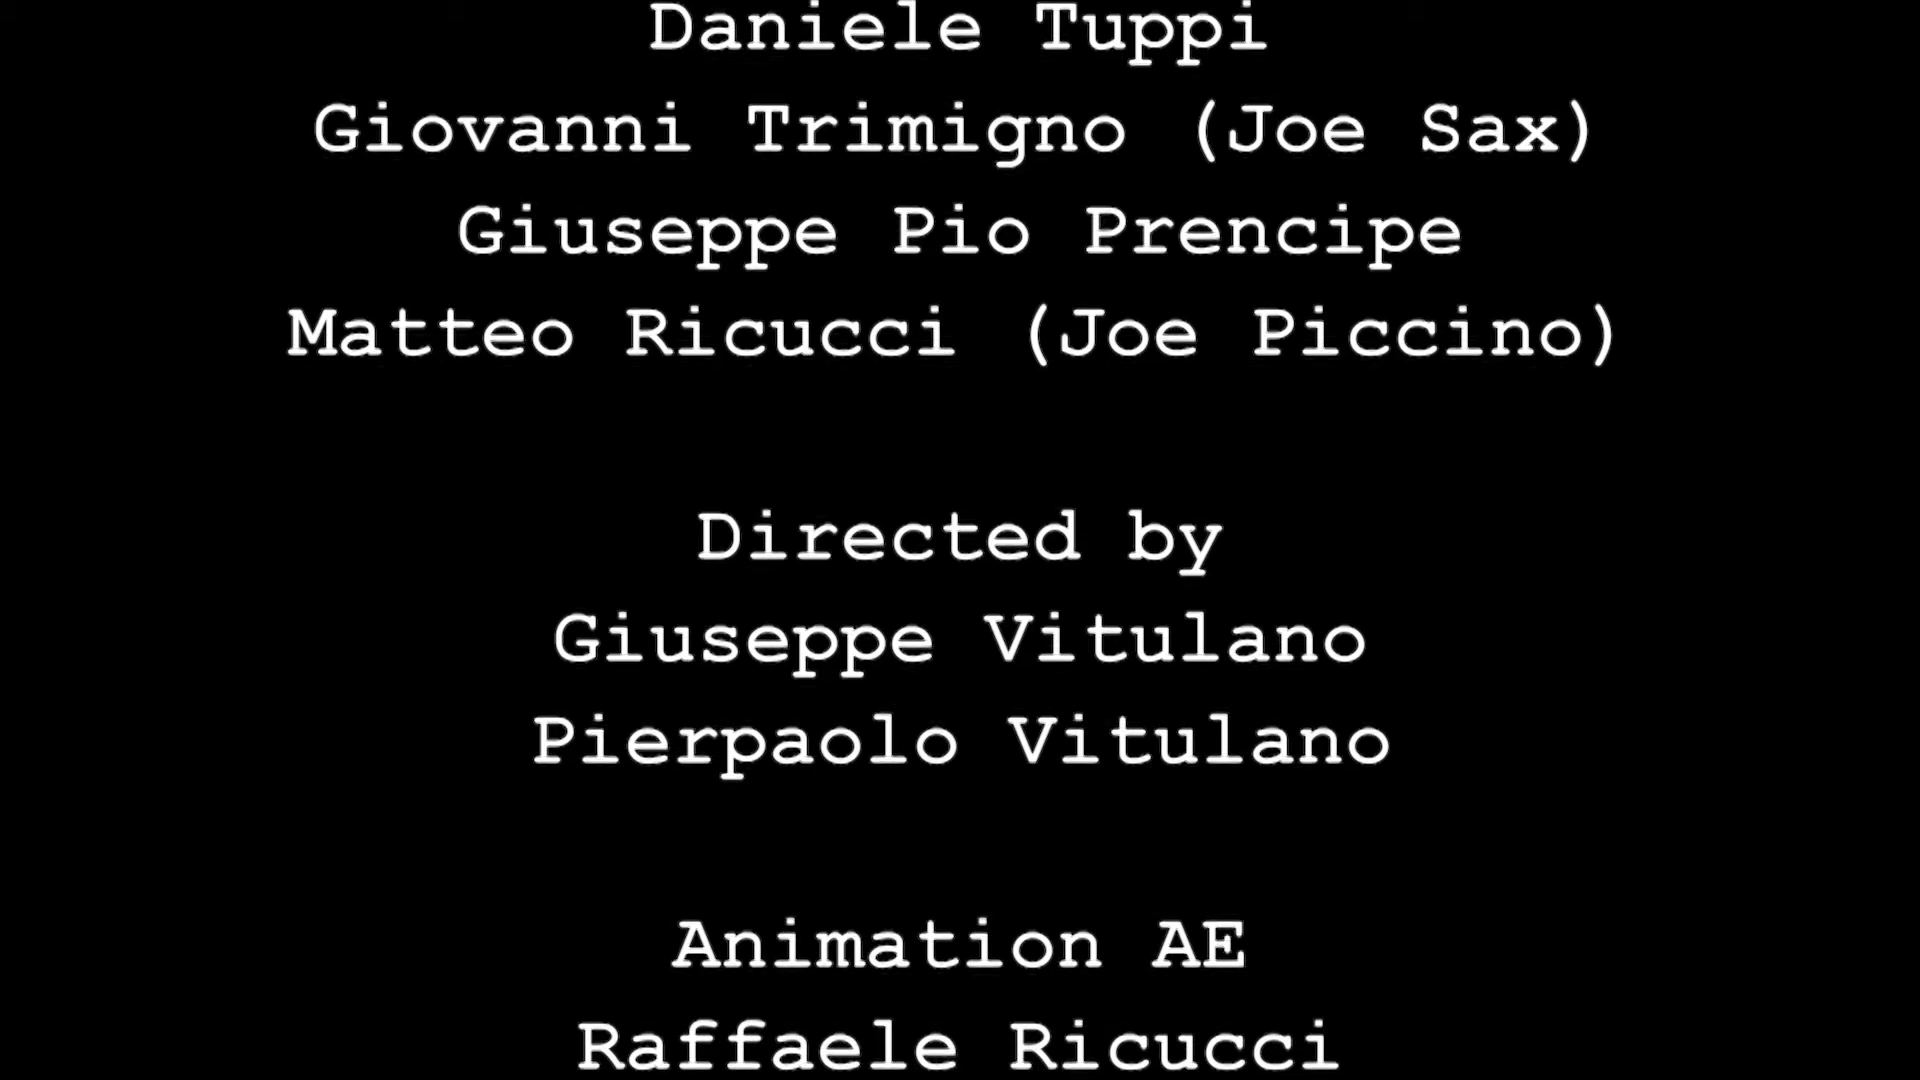 Daniele Tuppi
Giovanni Trimigno (Joe Sax)
Giuseppe Pio Prencipe
Matteo Ricucci (Joe Piccino)
Directed by
Giuseppe Vitulano
Pierpaolo Vitulano
Animation AE
Raffaele Ricucci